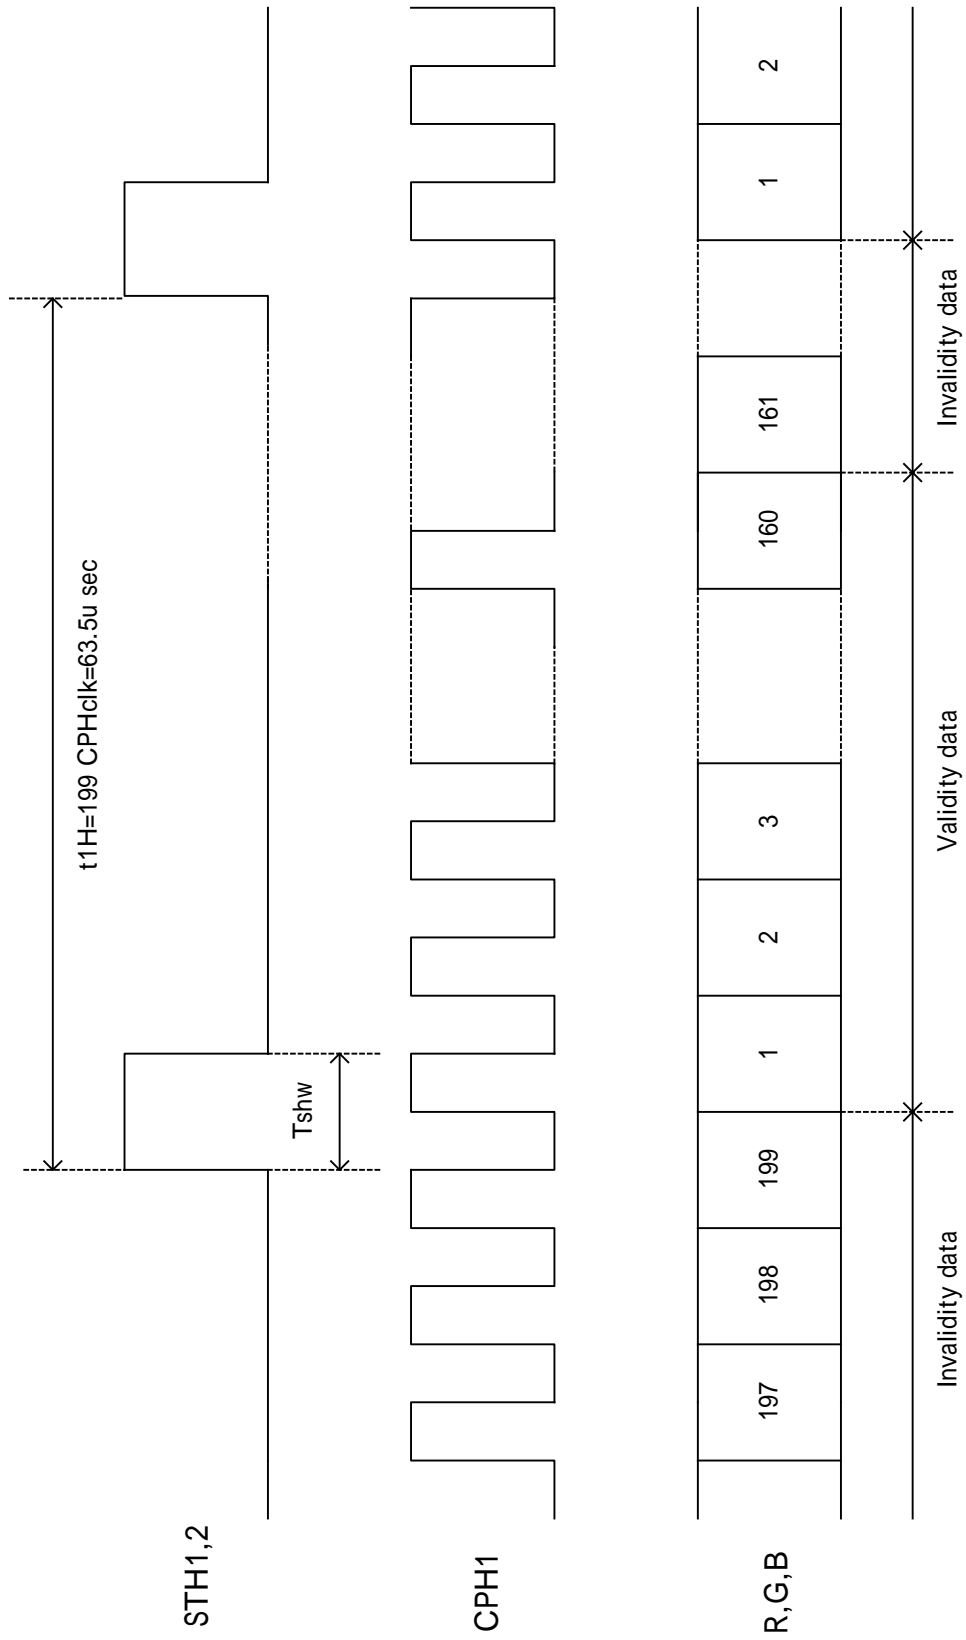 t1H=199 CPHclk=63.5u sec
STH1,2
Tshw
CPH1
R,G,B
197
198
199
1
2
3
160
161
1
2
Invalidity data
Validity data
Invalidity data